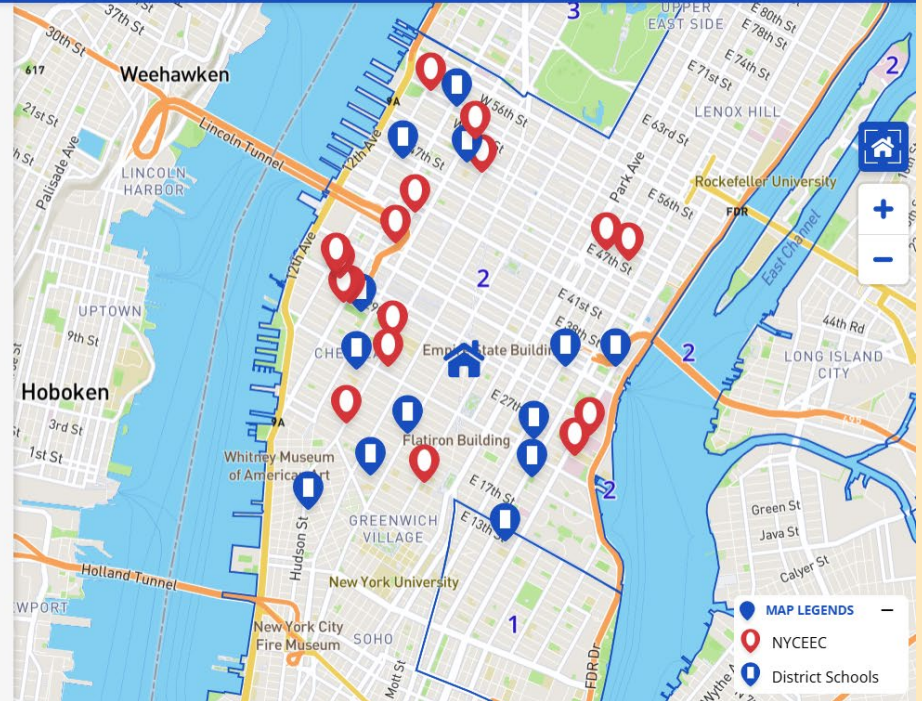 37th St
30th St
617
Weehawken
21st St
Palisade Ave
LINCOLN
HARBOR
Lincoln Tunnel
9A
12th Ave
W 56th St
47th St
3
UPPER
EAST SIDE
E 80th St
E 78th St
E 74th St
E 71st St
LENOX HILL
E 63rd St
2
Park Ave
Rockefeller University
E 56th St
FDR
East Channel
E 47th St
+
−
12th Ave
2
UPTOWN
9th St
E 41st St
E 38th St
44th Rd
LONG ISLAND
CITY
2
Empire State Building
Hoboken
3rd St
1st St
9A
E 27th
495
Flatiron Building
Whitney Museum
of American Art
E 17th St
2
E 13th St
GREENWICH
VILLAGE
Hudson St
Green St
Java St
Calyer St
Holland Tunnel
New York University
New York City
Fire Museum
SOHO
1
Mott St
FDR Dr
MAP LEGENDS −
NYCEEC
District Schools